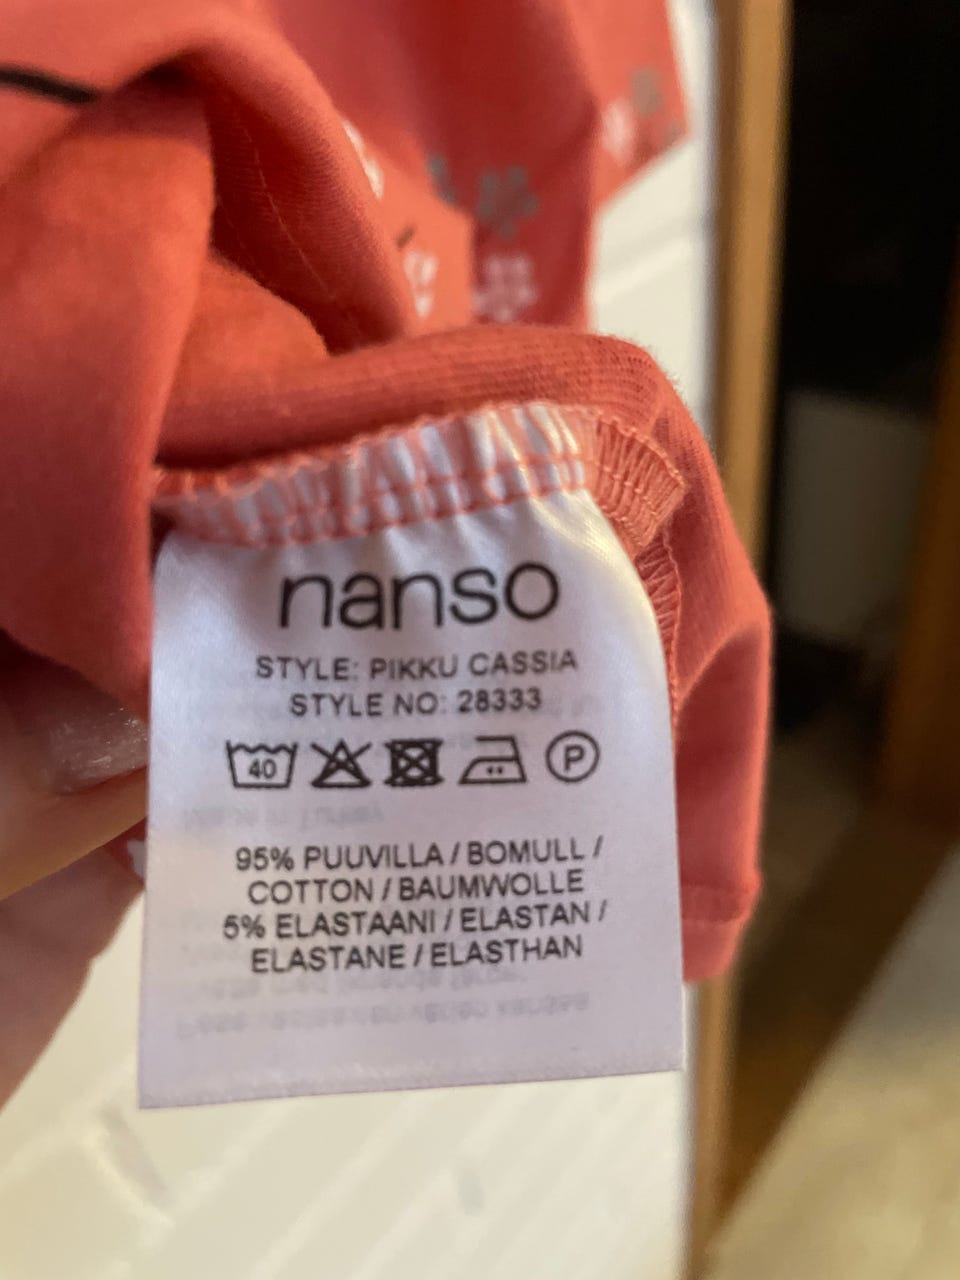 nanso
STYLE: PIKKU CASSIA
STYLE NO: 28333
40 P
95% PUUVILLA / BOMULL /
COTTON / BAUMWOLLE
5% ELASTAANI / ELASTAN /
ELASTANE / ELASTHAN